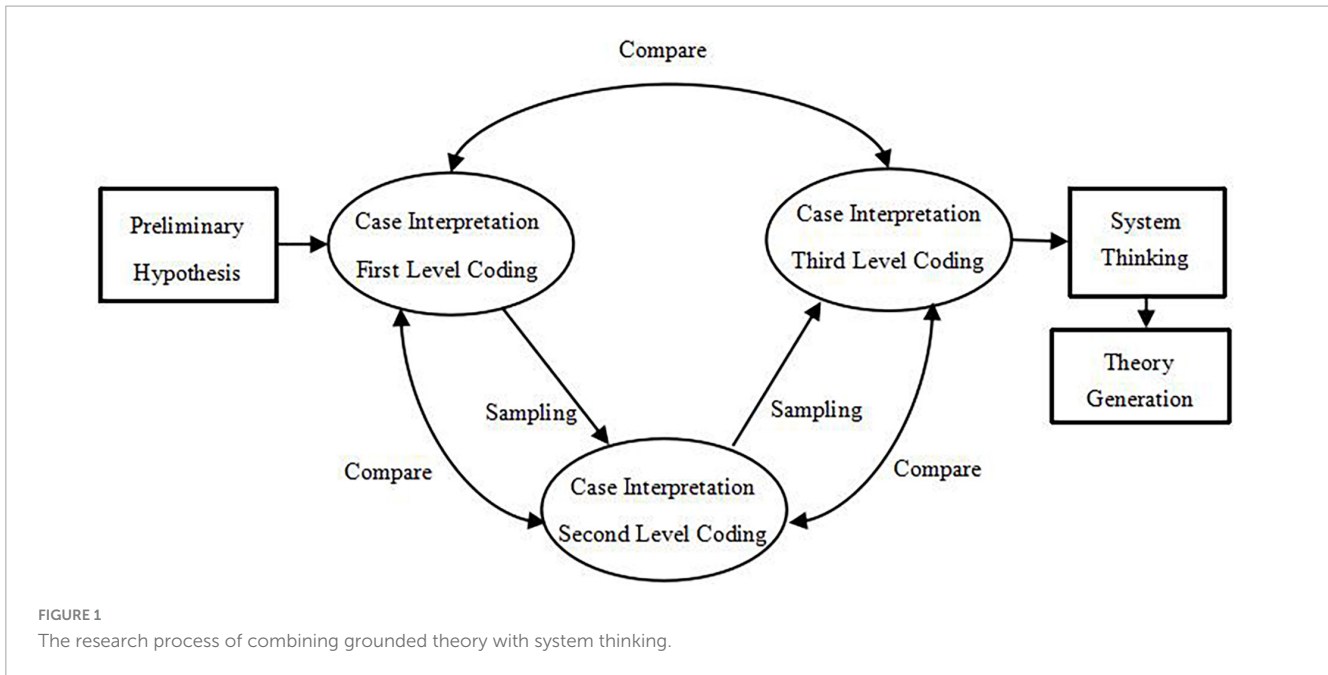 Compare
Preliminary
Hypothesis
Case Interpretation
First Level Coding
Case Interpretation
Third Level Coding
System
Thinking
Theory
Generation
Sampling
Sampling
Compare
Compare
Case Interpretation
Second Level Coding
FIGURE 1
The research process of combining grounded theory with system thinking.